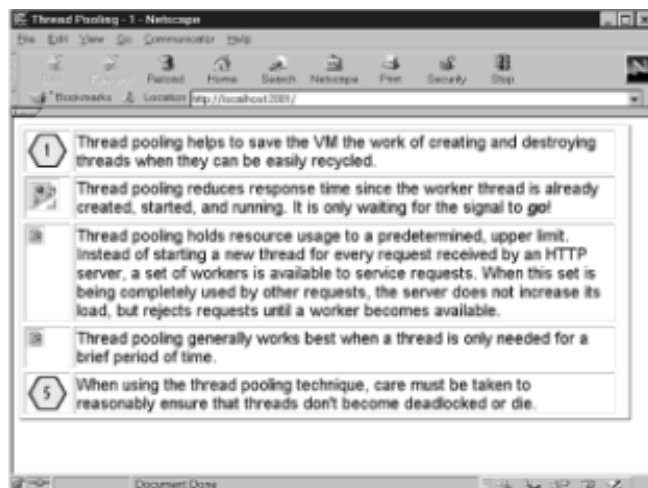 Thread Pooling - 1 - Netscape
File Edit View Go Communicator Help
Reload Home Search Netscape Print Security Stop
Bookmarks Location http://localhost:2001/
1
Thread pooling helps to save the VM the work of creating and destroying
threads when they can be easily recycled.
Thread pooling reduces response time since the worker thread is already
created, started, and running. It is only waiting for the signal to go!
Thread pooling holds resource usage to a predetermined, upper limit.
Instead of starting a new thread for every request received by an HTTP
server, a set of workers is available to service requests. When this set is
being completely used by other requests, the server does not increase its
load, but rejects requests until a worker becomes available.
Thread pooling generally works best when a thread is only needed for a
brief period of time.
5
When using the thread pooling technique, care must be taken to
reasonably ensure that threads don't become deadlocked or die.
Document Done